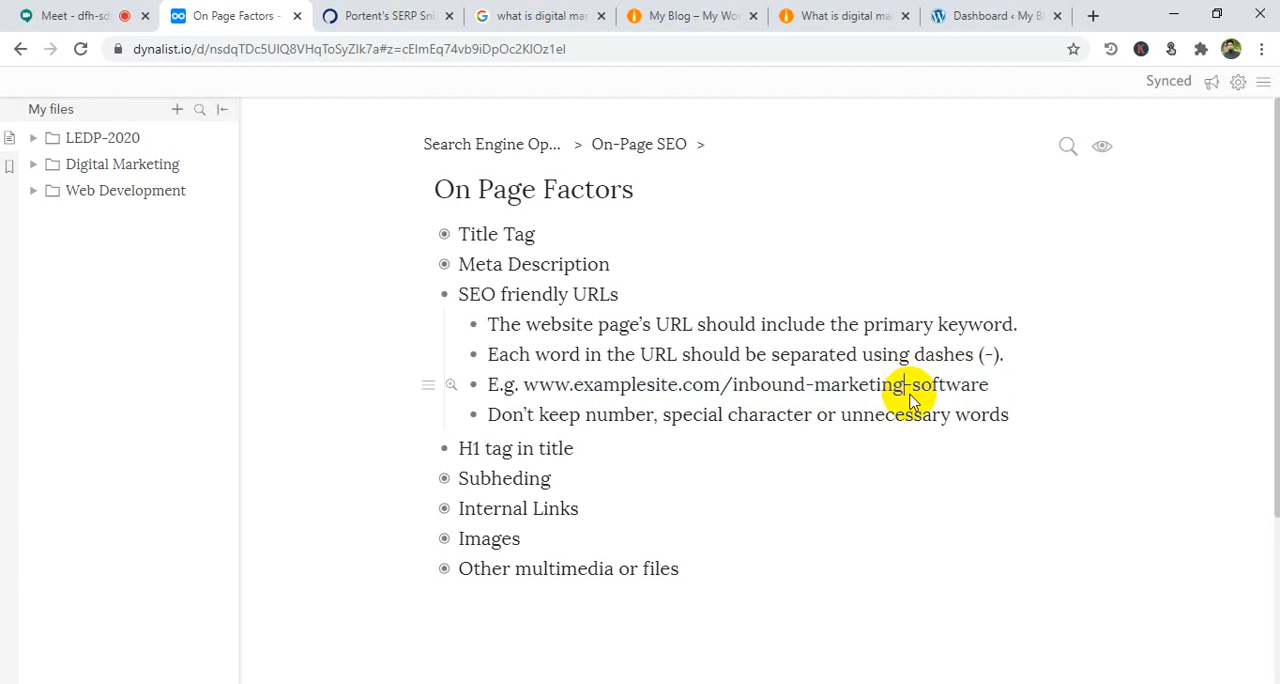 Meet - dfh-sd
On Page Factors -
Portent's SERP Sni
what is digital mar
My Blog – My Wo
What is digital ma
Dashboard ‹ My B
dynalist.io/d/nsdqTDc5UIQ8VHqToSyZlk7a#z=cEImEq74vb9iDpOc2KIOz1el
Synced
My files
LEDP-2020
Digital Marketing
Web Development
Search Engine Op... > On-Page SEO >
On Page Factors
Title Tag
Meta Description
SEO friendly URLs
The website page's URL should include the primary keyword.
Each word in the URL should be separated using dashes (-).
E.g. www.examplesite.com/inbound-marketing-software
Don't keep number, special character or unnecessary words
H1 tag in title
Subheding
Internal Links
Images
Other multimedia or files